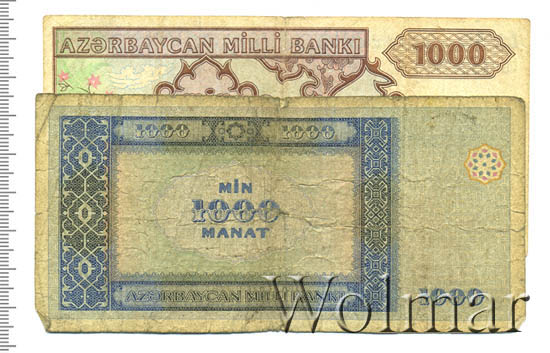 AZƏRBAYCAN MİLLİ BANKI
1000
1000 1000
MİN
1000
MANAT
AZƏRBAYCAN MİLLİ BANKI
1000
Wolmar